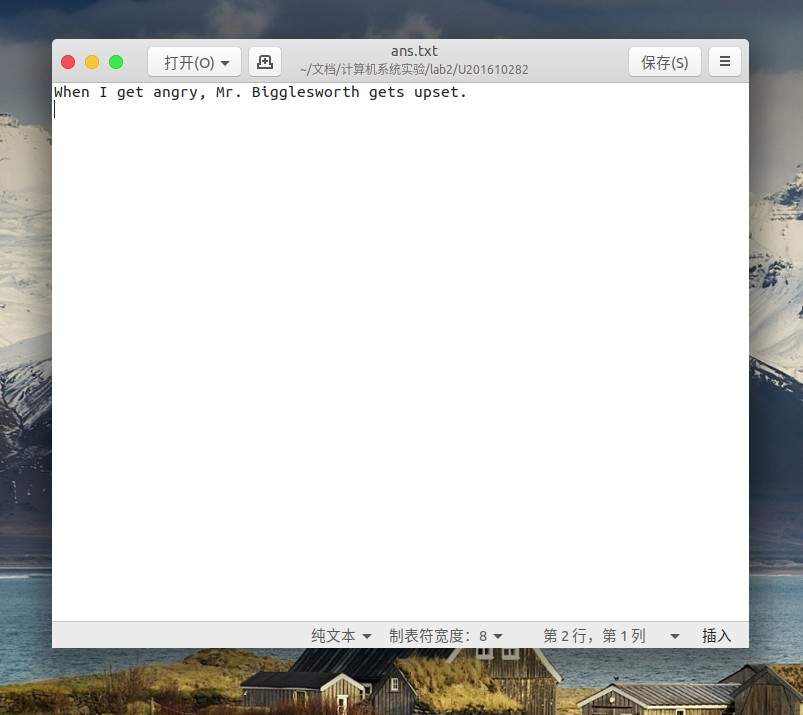 打开(O)
ans.txt
~/文档/计算机系统实验/lab2/U201610282
保存(S)
When I get angry, Mr. Bigglesworth gets upset.
纯文本 制表符宽度：8 第 2 行，第 1 列 插入